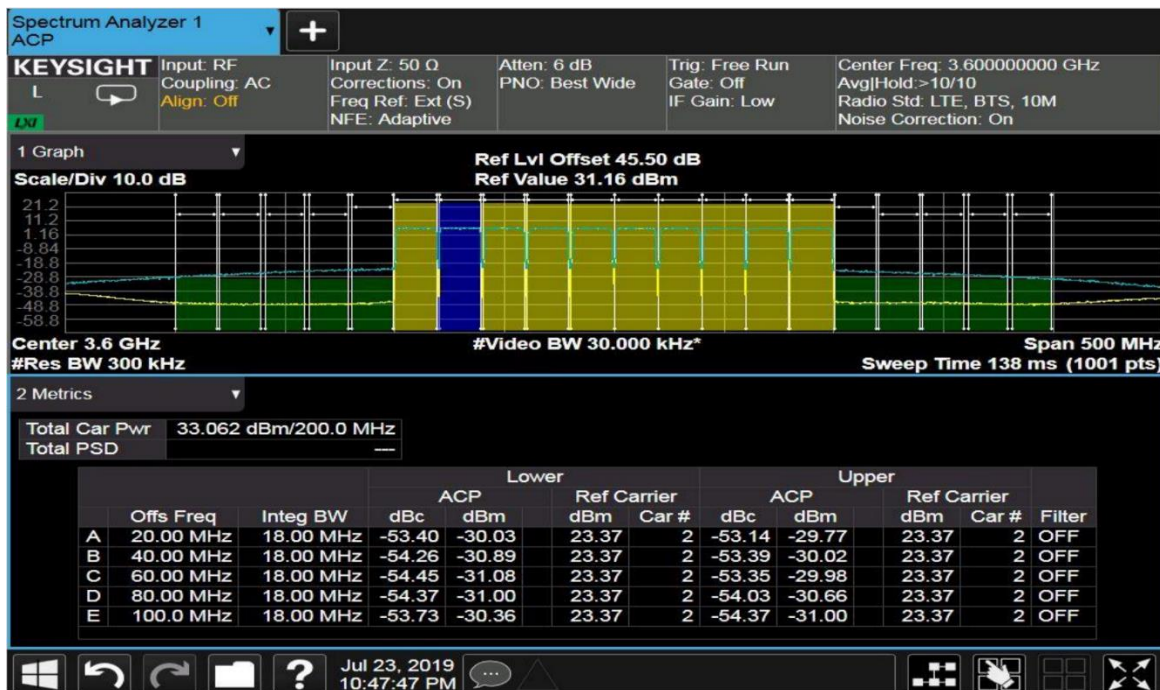 Spectrum Analyzer 1
ACP
KEYSIGHT
L
LXI
Input: RF
Coupling: AC
Align: Off
Input Z: 50 Ω
Corrections: On
Freq Ref: Ext (S)
NFE: Adaptive
Atten: 6 dB
PNO: Best Wide
Trig: Free Run
Gate: Off
IF Gain: Low
Center Freq: 3.600000000 GHz
Avg|Hold:>10/10
Radio Std: LTE, BTS, 10M
Noise Correction: On
1 Graph
Scale/Div 10.0 dB
Ref Lvl Offset 45.50 dB
Ref Value 31.16 dBm
21.2
11.2
1.16
-8.84
-18.8
-28.8
-38.8
-48.8
-58.8
Center 3.6 GHz
#Res BW 300 kHz
#Video BW 30.000 kHz*
Span 500 MHz
Sweep Time 138 ms (1001 pts)
2 Metrics
Total Car Pwr 33.062 dBm/200.0 MHz
Total PSD ---
Lower Upper
ACP Ref Carrier ACP Ref Carrier
Offs Freq Integ BW dBc dBm dBm Car # dBc dBm dBm Car # Filter
A 20.00 MHz 18.00 MHz -53.40 -30.03 23.37 2 -53.14 -29.77 23.37 2 OFF
B 40.00 MHz 18.00 MHz -54.26 -30.89 23.37 2 -53.39 -30.02 23.37 2 OFF
C 60.00 MHz 18.00 MHz -54.45 -31.08 23.37 2 -53.35 -29.98 23.37 2 OFF
D 80.00 MHz 18.00 MHz -54.37 -31.00 23.37 2 -54.03 -30.66 23.37 2 OFF
E 100.0 MHz 18.00 MHz -53.73 -30.36 23.37 2 -54.37 -31.00 23.37 2 OFF
?
Jul 23, 2019
10:47:47 PM